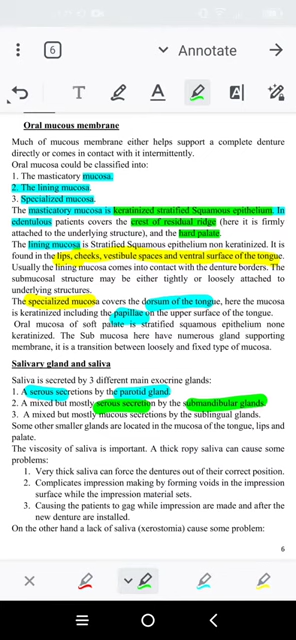 6
Annotate
T
A
A
Oral mucous membrane
Much of mucous membrane either helps support a complete denture
directly or comes in contact with it intermittently.
Oral mucosa could be classified into:
1. The masticatory mucosa.
2. The lining mucosa.
3. Specialized mucosa.
The masticatory mucosa is keratinized stratified Squamous epithelium. In
edentulous patients covers the crest of residual ridge (here it is firmly
attached to the underlying structure), and the hard palate.
The lining mucosa is Stratified Squamous epithelium non keratinized. It is
found in the lips, cheeks, vestibule spaces and ventral surface of the tongue.
Usually the lining mucosa comes into contact with the denture borders. The
submucosal structure may be either tightly or loosely attached to
underlying structures.
The specialized mucosa covers the dorsum of the tongue, here the mucosa
is keratinized including the papillae on the upper surface of the tongue.
Oral mucosa of soft palate is stratified squamous epithelium none
keratinized. The Sub mucosa here have numerous gland supporting
membrane, it is a transition between loosely and fixed type of mucosa.
Salivary gland and saliva
Saliva is secreted by 3 different main exocrine glands:
1. A serous secretions by the parotid gland.
2. A mixed but mostly serous secretion by the submandibular glands.
3. A mixed but mostly mucous secretions by the sublingual glands.
Some other smaller glands are located in the mucosa of the tongue, lips and
palate.
The viscosity of saliva is important. A thick ropy saliva can cause some
problems:
1. Very thick saliva can force the dentures out of their correct position.
2. Complicates impression making by forming voids in the impression
surface while the impression material sets.
3. Causing the patients to gag while impression are made and after the
new denture are installed.
On the other hand a lack of saliva (xerostomia) cause some problem:
6